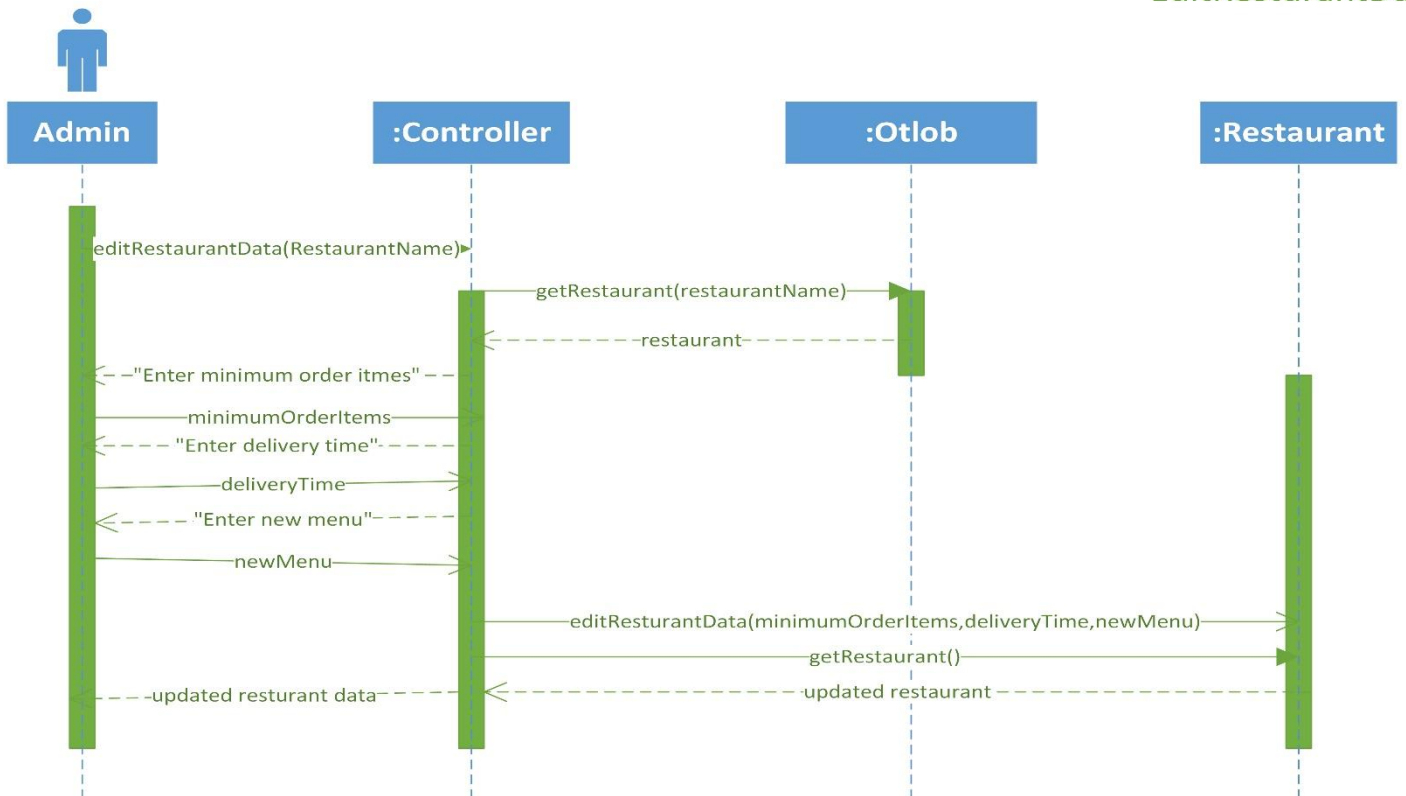 Admin
:Controller
:Otlob
:Restaurant
editRestaurantData(RestaurantName)
getRestaurant(restaurantName)
restaurant
"Enter minimum order itmes"
minimumOrderItems
"Enter delivery time"
deliveryTime
"Enter new menu"
newMenu
editResturantData(minimumOrderItems,deliveryTime,newMenu)
getRestaurant()
updated resturant data
updated restaurant